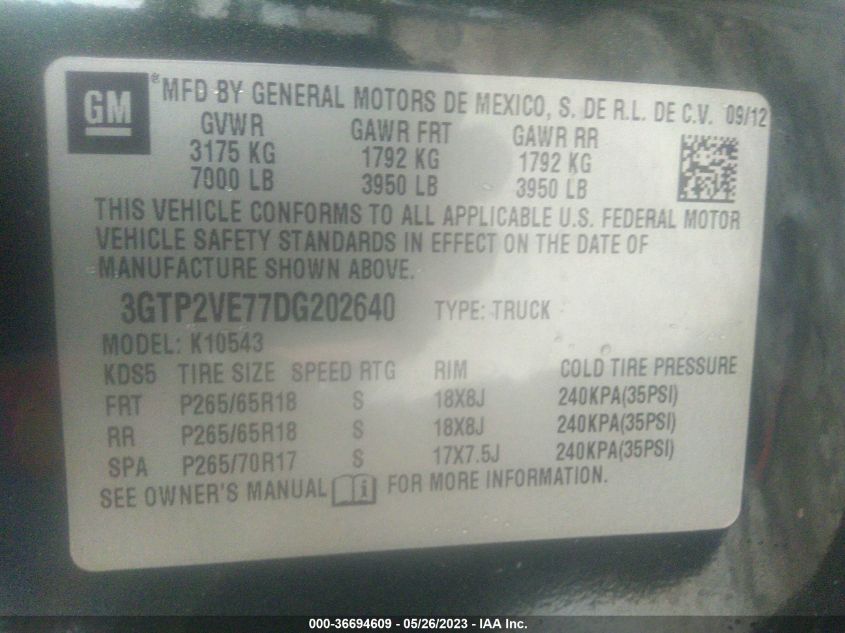 GM
® MFD BY GENERAL MOTORS DE MEXICO, S. DE R.L. DE C.V. 09/12
GVWR GAWR FRT GAWR RR
3175 KG 1792 KG 1792 KG
7000 LB 3950 LB 3950 LB
THIS VEHICLE CONFORMS TO ALL APPLICABLE U.S. FEDERAL MOTOR
VEHICLE SAFETY STANDARDS IN EFFECT ON THE DATE OF
MANUFACTURE SHOWN ABOVE.
3GTP2VE77DG202640 TYPE: TRUCK
MODEL: K10543
KDS5 TIRE SIZE SPEED RTG RIM COLD TIRE PRESSURE
FRT P265/65R18 S 18X8J 240KPA(35PSI)
RR P265/65R18 S 18X8J 240KPA(35PSI)
SPA P265/70R17 S 17X7.5J 240KPA(35PSI)
SEE OWNER'S MANUAL i FOR MORE INFORMATION.
000-36694609 - 05/26/2023 - IAA Inc.